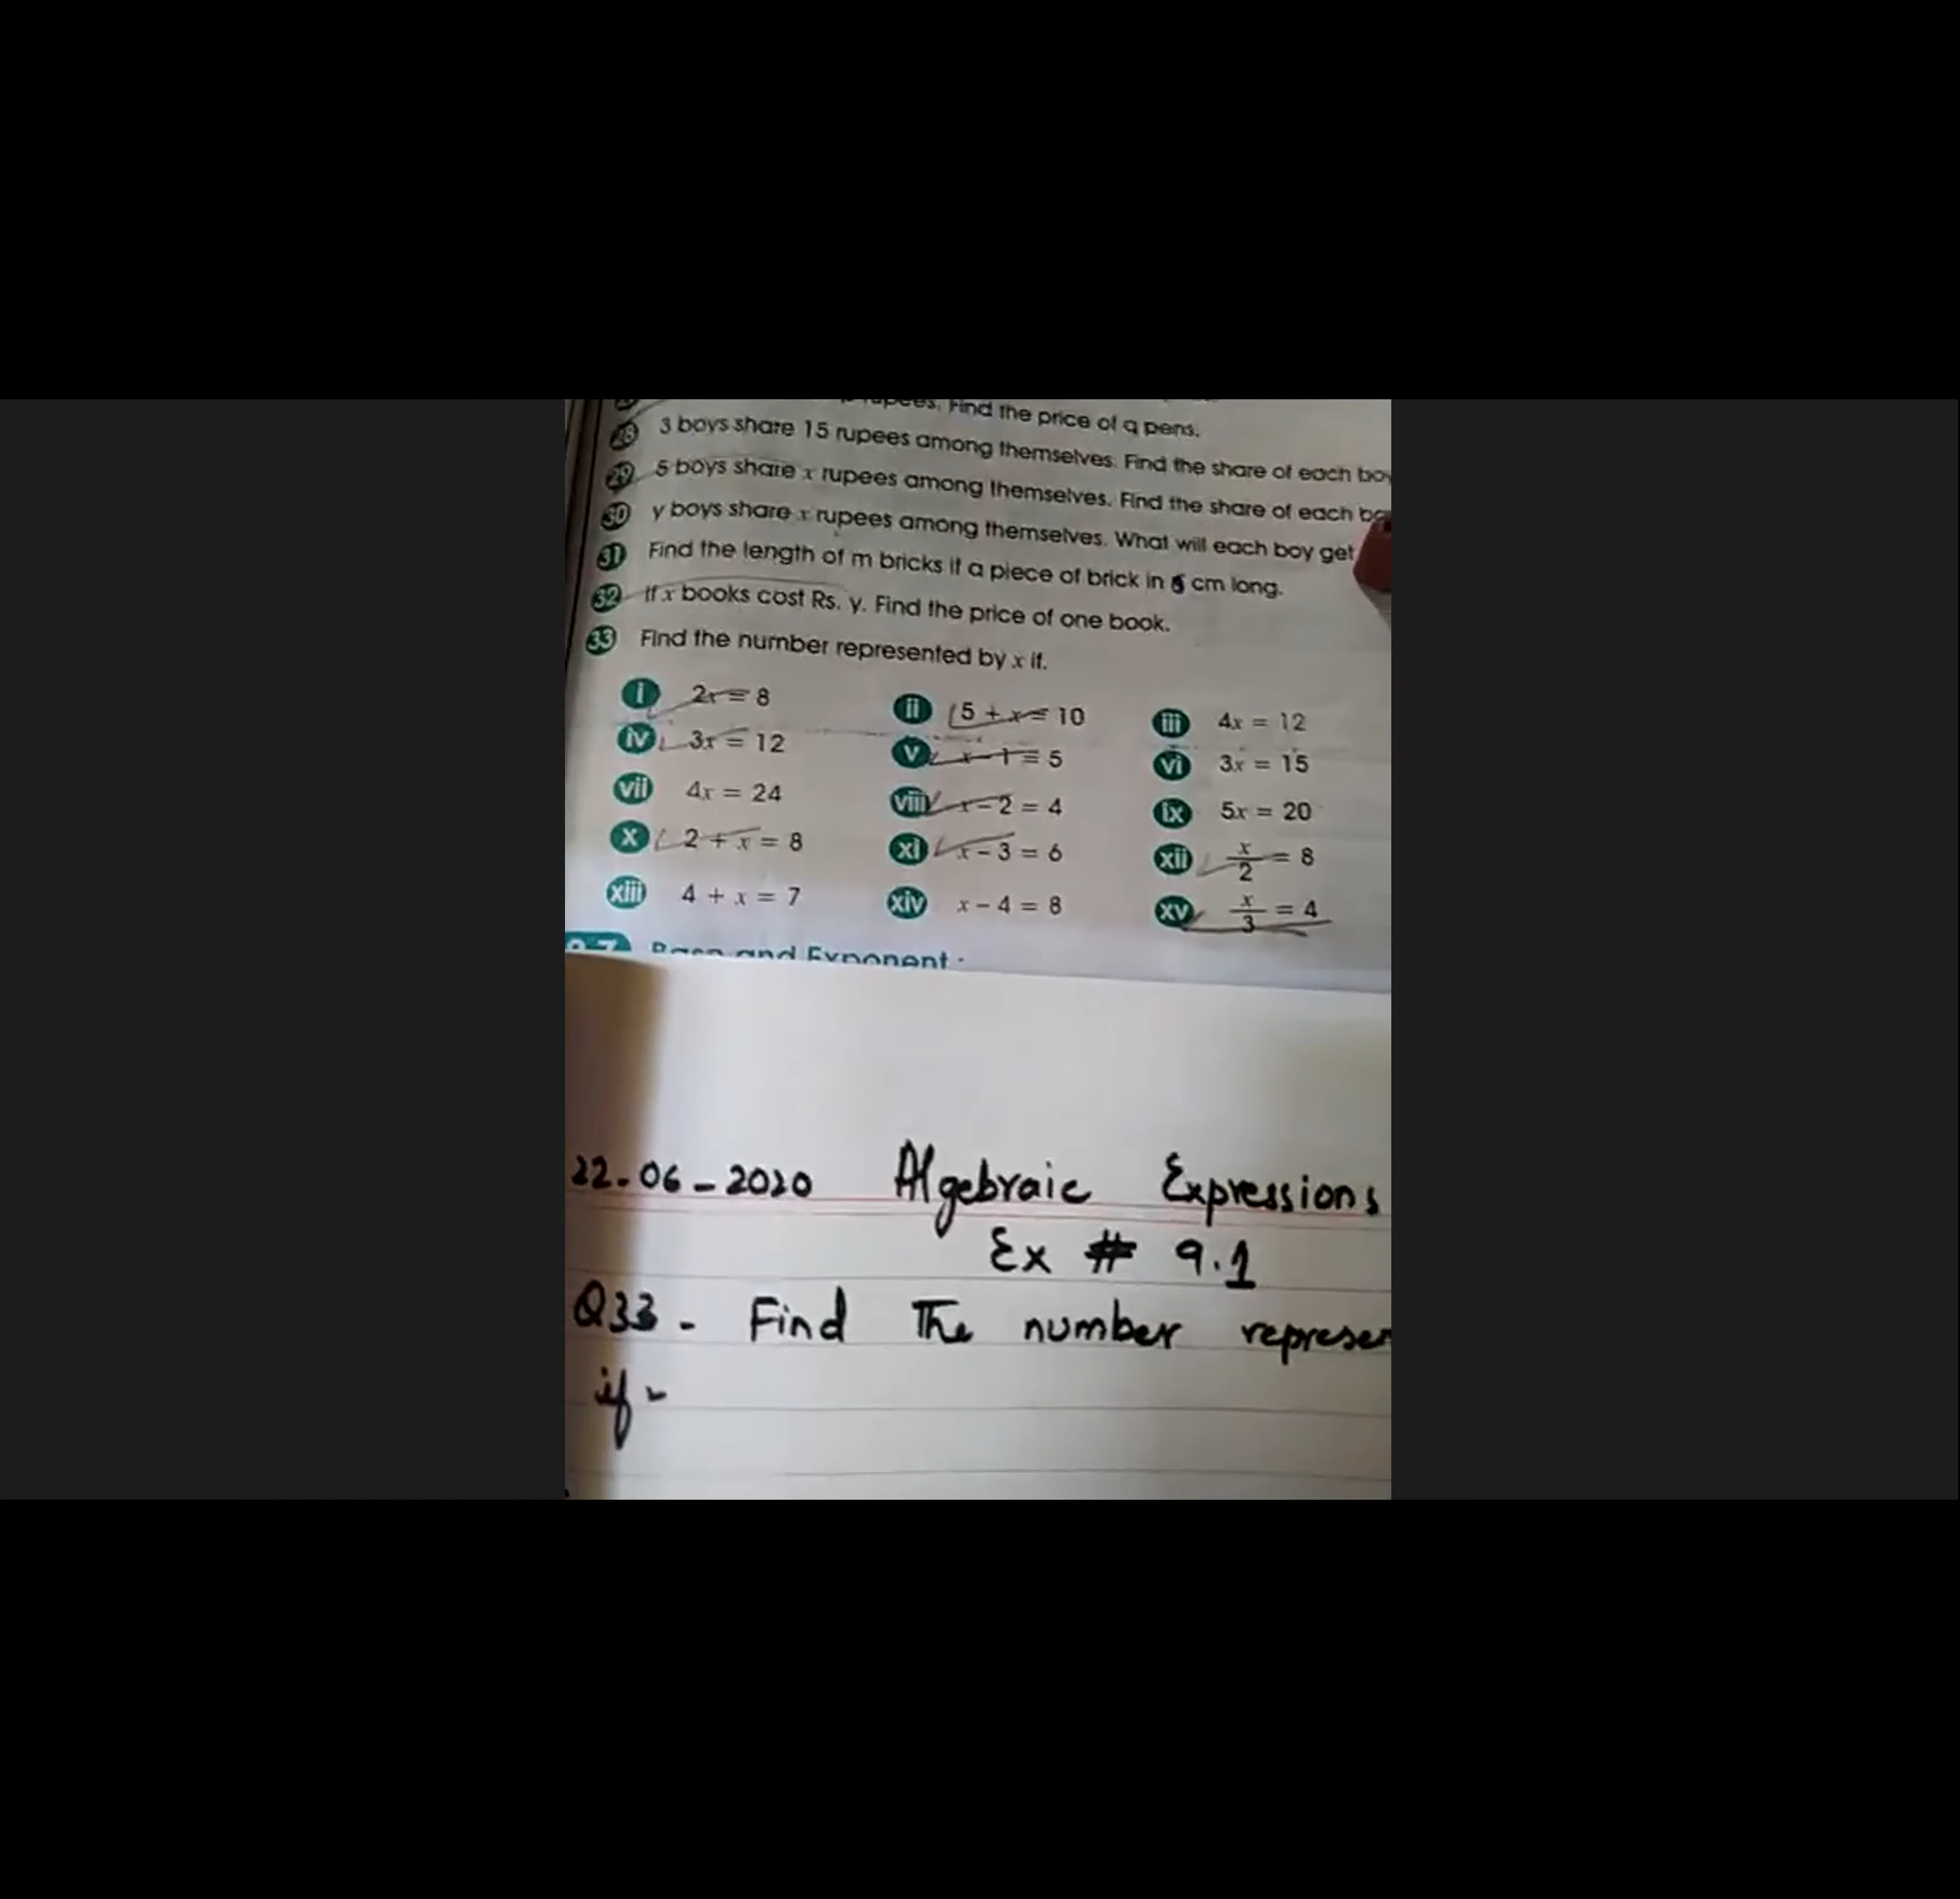 rupees. Find the price of q pens.
28 3 boys share 15 rupees among themselves. Find the share of each boy
29 5 boys share x rupees among themselves. Find the share of each
30 y boys share x rupees among themselves. What will each boy get
31 Find the length of m bricks if a piece of brick in 5 cm long.
32 If x books cost Rs. y. Find the price of one book.
33 Find the number represented by x if.
i 2x = 8 ii 5 + x = 10 iii 4x = 12
iv 3x = 12 v x - 1 = 5 vi 3x = 15
vii 4x = 24 viii x - 2 = 4 ix 5x = 20
x 2 + x = 8 xi x - 3 = 6 xii x/2 = 8
xiii 4 + x = 7 xiv x - 4 = 8 xv x/3 = 4
Base and Exponent :
22-06-2020 Algebraic Expressions
Ex # 9.1
Q33- Find The number represen
if-